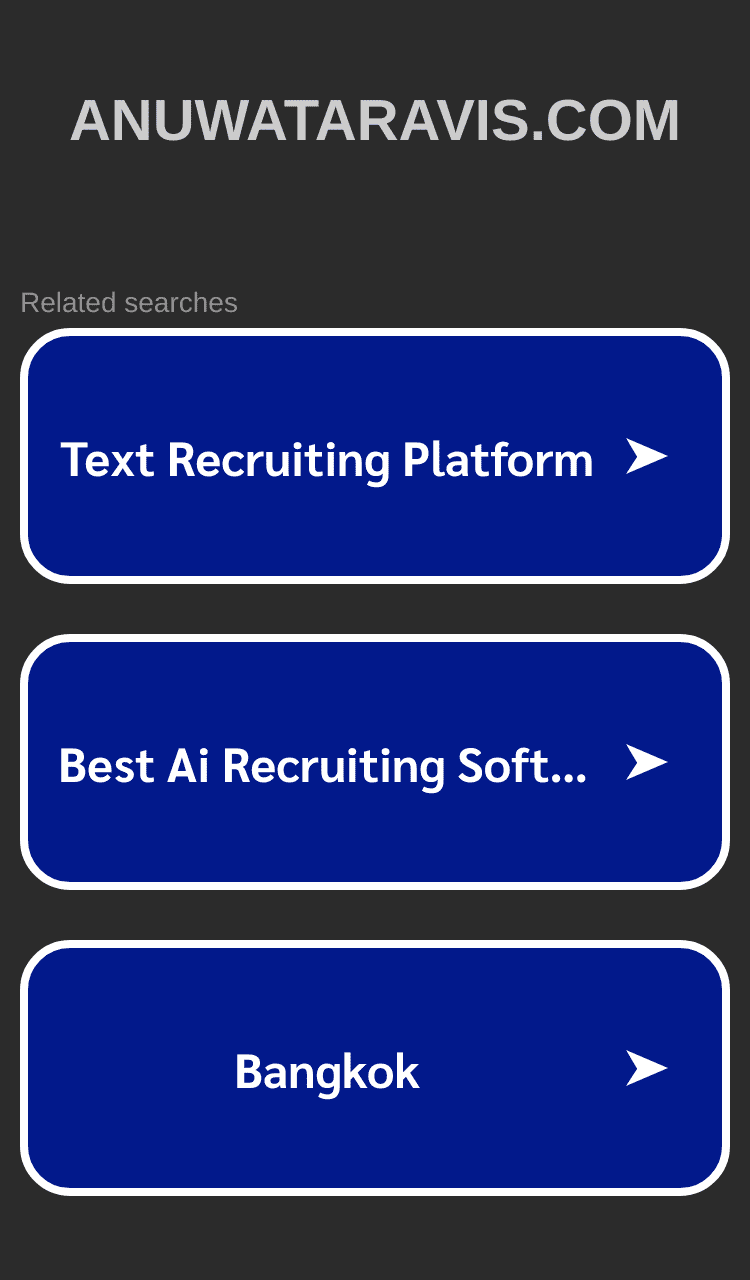 ANUWATARAVIS.COM
Related searches
Text Recruiting Platform
Best Ai Recruiting Soft...
Bangkok